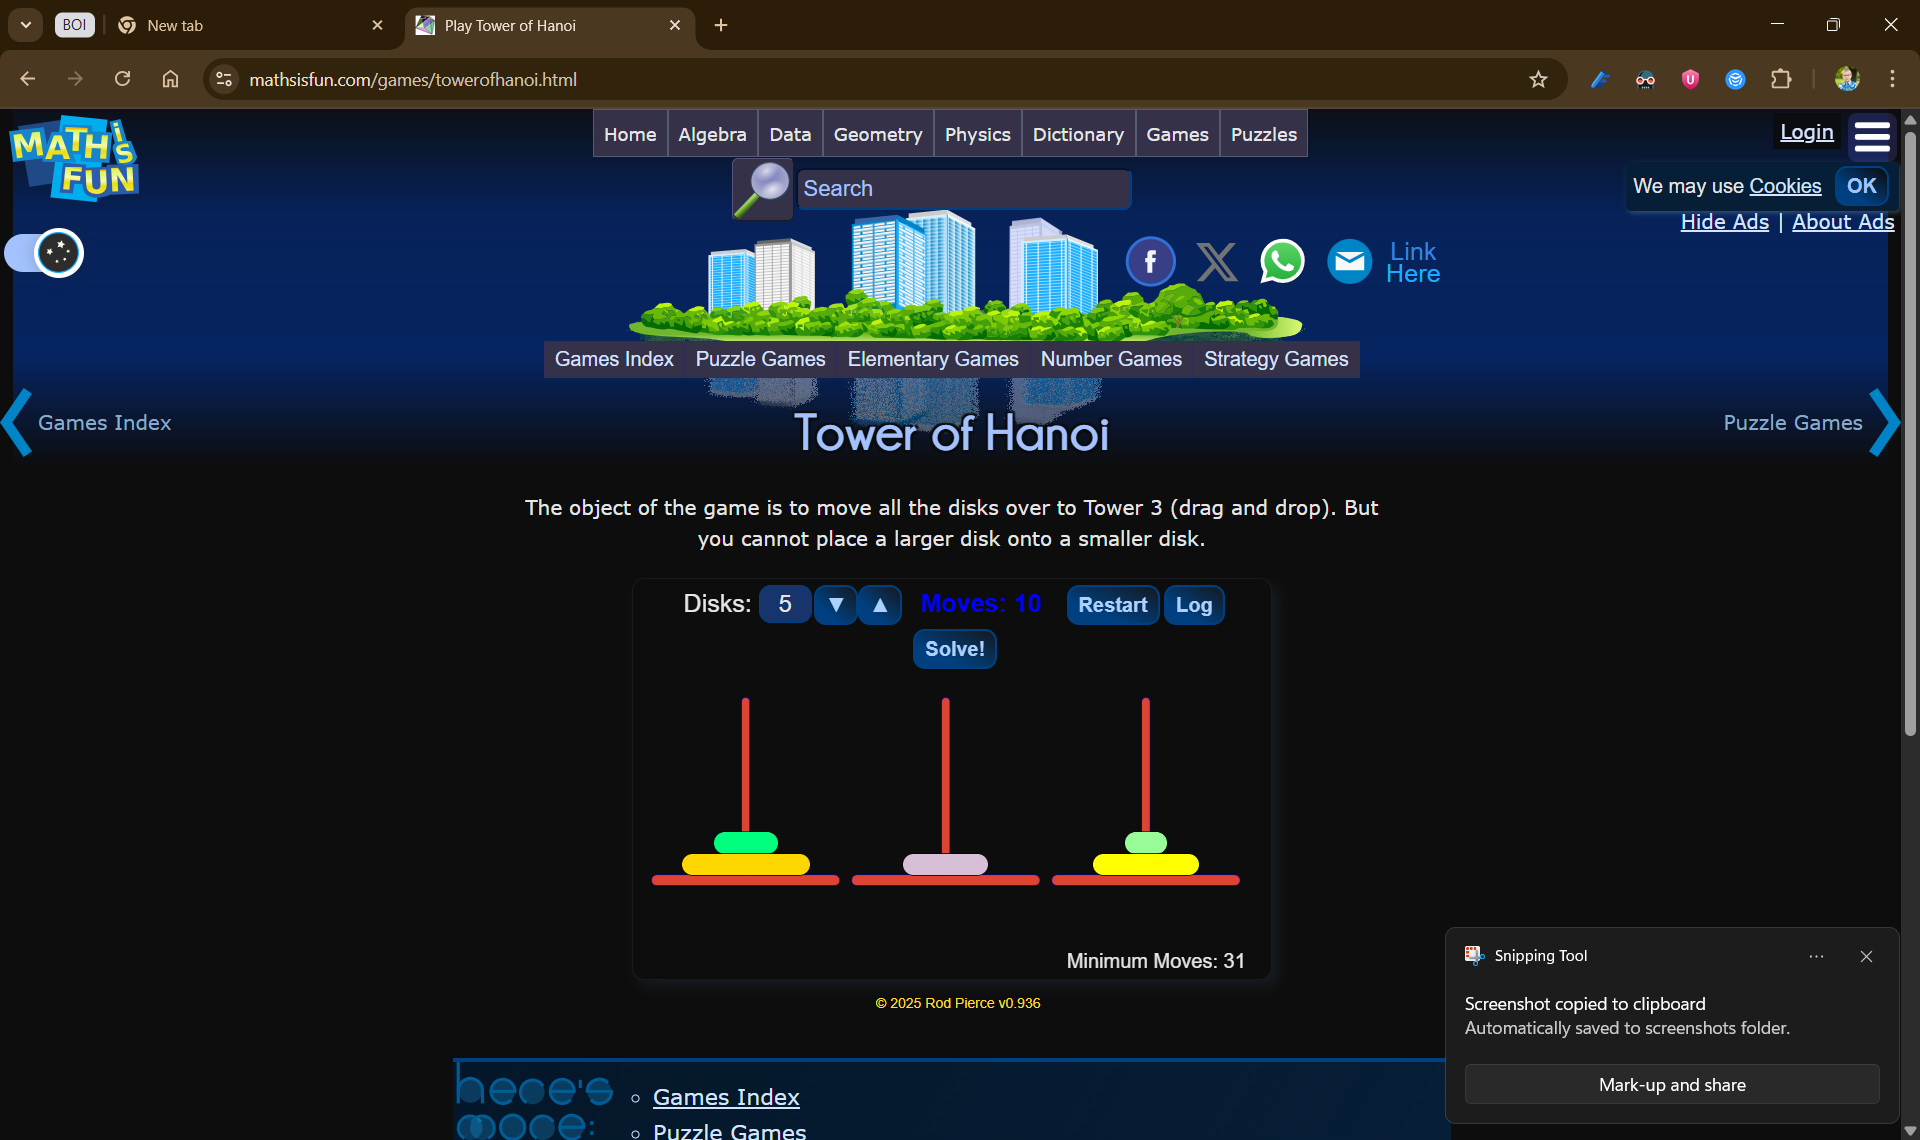 BOI
New tab
Play Tower of Hanoi
mathsisfun.com/games/towerofhanoi.html
MATH iS FUN
Home Algebra Data Geometry Physics Dictionary Games Puzzles
Login
Search
We may use Cookies OK
Hide Ads | About Ads
Link
Here
Games Index Puzzle Games Elementary Games Number Games Strategy Games
Games Index
Puzzle Games
Tower of Hanoi
The object of the game is to move all the disks over to Tower 3 (drag and drop). But
you cannot place a larger disk onto a smaller disk.
Disks: 5 ▼ ▲ Moves: 10 Restart Log
Solve!
Minimum Moves: 31
© 2025 Rod Pierce v0.936
here's
more:
Games Index
Puzzle Games
Snipping Tool
Screenshot copied to clipboard
Automatically saved to screenshots folder.
Mark-up and share